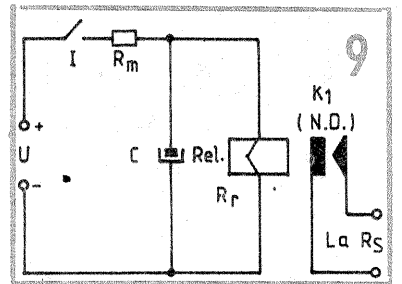 9
I
Rm
K1
(N.D.)
+
U
-
C
Rel.
Rr
La RS